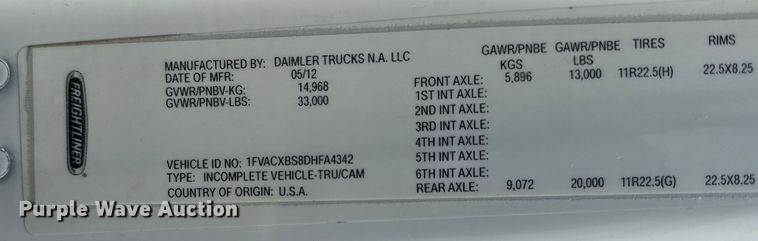 FREIGHTLINER
MANUFACTURED BY: DAIMLER TRUCKS N.A. LLC
DATE OF MFR: 05/12
GVWR/PNBV-KG: 14,968
GVWR/PNBV-LBS: 33,000
VEHICLE ID NO: 1FVACXBS8DHFA4342
TYPE: INCOMPLETE VEHICLE-TRU/CAM
COUNTRY OF ORIGIN: U.S.A.
GAWR/PNBE GAWR/PNBE TIRES RIMS
KGS LBS
FRONT AXLE: 5,896 13,000 11R22.5(H) 22.5X8.25
1ST INT AXLE:
2ND INT AXLE:
3RD INT AXLE:
4TH INT AXLE:
5TH INT AXLE:
6TH INT AXLE:
REAR AXLE: 9,072 20,000 11R22.5(G) 22.5X8.25
Purple Wave Auction